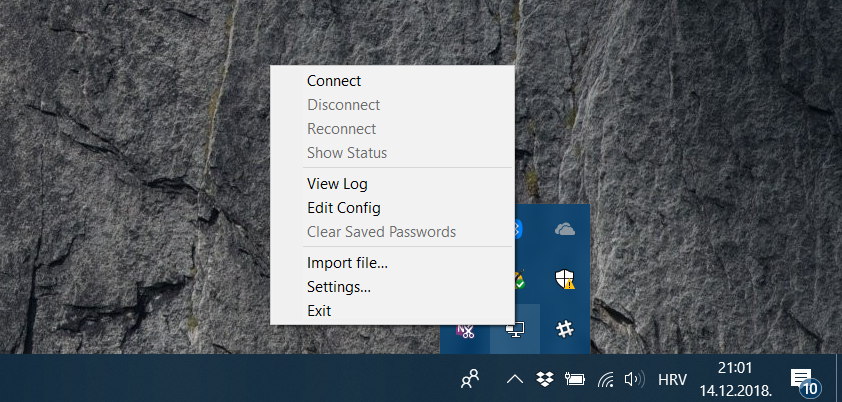 Connect
Disconnect
Reconnect
Show Status
View Log
Edit Config
Clear Saved Passwords
Import file...
Settings...
Exit
N
HRV
21:01
14.12.2018.
10